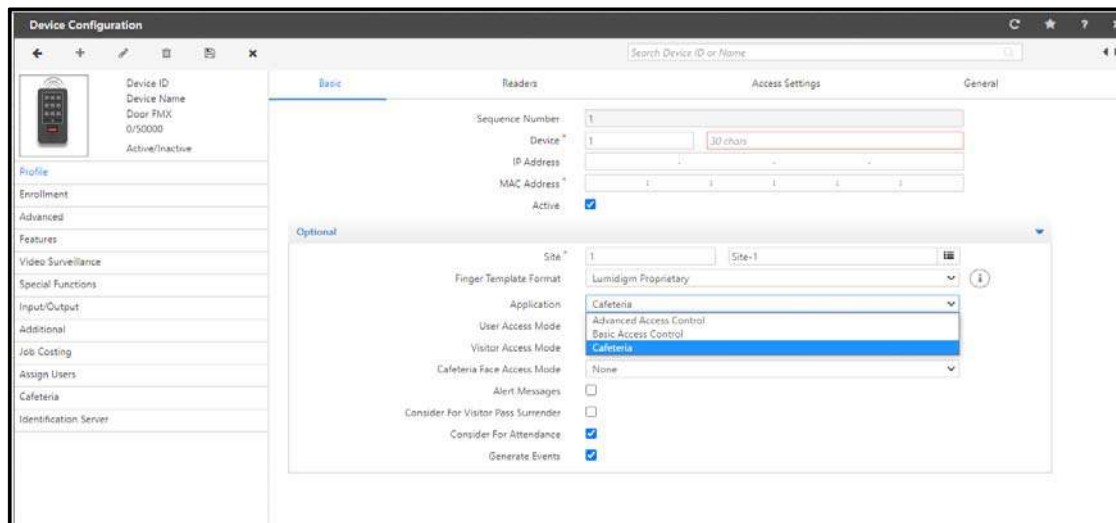 Device Configuration
?
Search Device ID or Name
Device ID
Device Name
Door FMX
0/50000
Active/Inactive
Profile
Enrollment
Advanced
Features
Video Surveillance
Special Functions
Input/Output
Additional
Job Costing
Assign Users
Cafeteria
Identification Server
Basic Readers Access Settings General
Sequence Number 1
Device * 1 30 chars
IP Address . . .
MAC Address * : : : : :
Active
Optional
Site * 1 Site-1
Finger Template Format Lumidigm Proprietary
Application Cafeteria
Advanced Access Control
User Access Mode Basic Access Control
Visitor Access Mode Cafeteria
Cafeteria Face Access Mode None
Alert Messages
Consider For Visitor Pass Surrender
Consider For Attendance
Generate Events